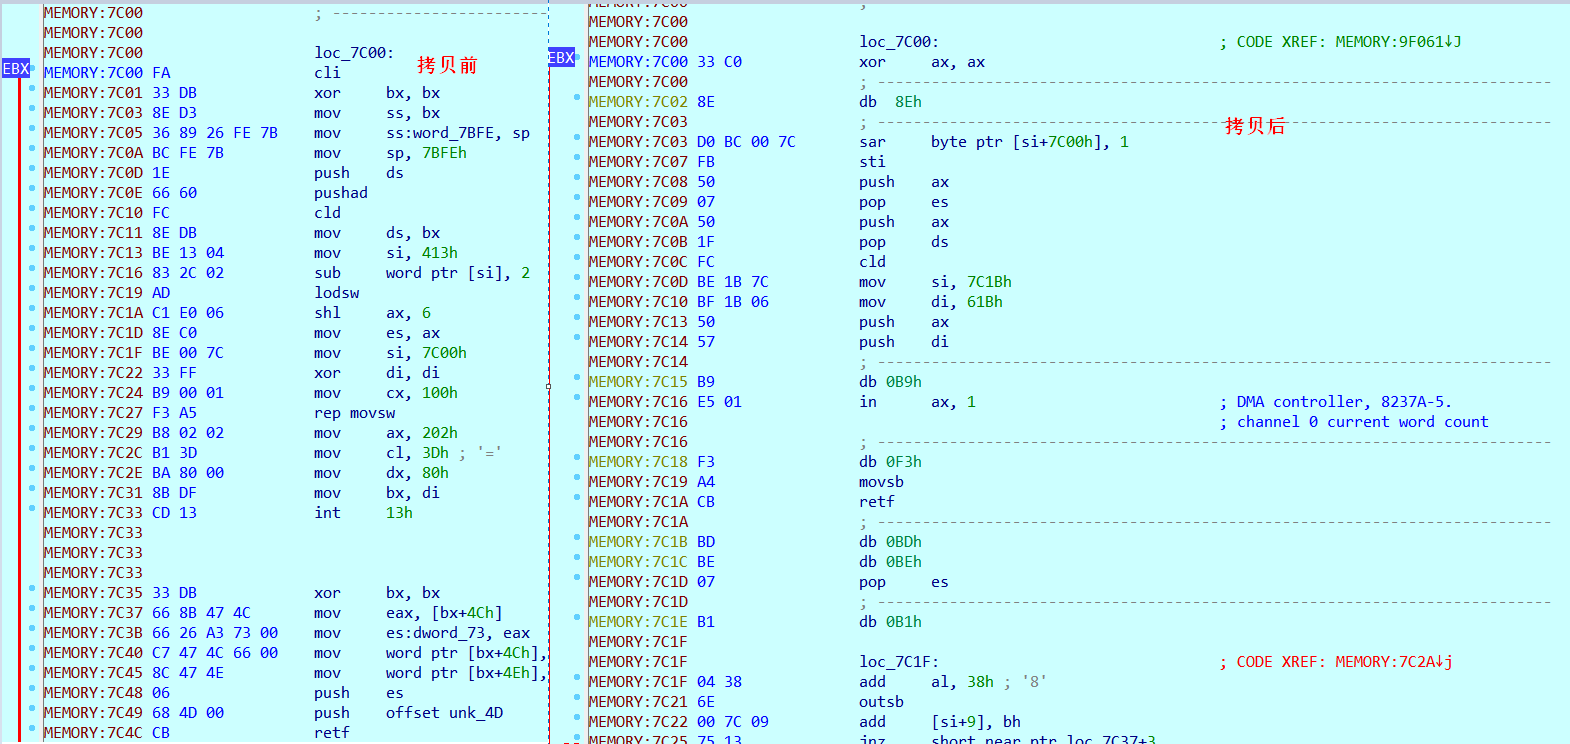 MEMORY:7C00 ; ------------------------
MEMORY:7C00
MEMORY:7C00 loc_7C00:
拷贝前
EBX
MEMORY:7C00 FA cli
MEMORY:7C01 33 DB xor bx, bx
MEMORY:7C03 8E D3 mov ss, bx
MEMORY:7C05 36 89 26 FE 7B mov ss:word_7BFE, sp
MEMORY:7C0A BC FE 7B mov sp, 7BFEh
MEMORY:7C0D 1E push ds
MEMORY:7C0E 66 60 pushad
MEMORY:7C10 FC cld
MEMORY:7C11 8E DB mov ds, bx
MEMORY:7C13 BE 13 04 mov si, 413h
MEMORY:7C16 83 2C 02 sub word ptr [si], 2
MEMORY:7C19 AD lodsw
MEMORY:7C1A C1 E0 06 shl ax, 6
MEMORY:7C1D 8E C0 mov es, ax
MEMORY:7C1F BE 00 7C mov si, 7C00h
MEMORY:7C22 33 FF xor di, di
MEMORY:7C24 B9 00 01 mov cx, 100h
MEMORY:7C27 F3 A5 rep movsw
MEMORY:7C29 B8 02 02 mov ax, 202h
MEMORY:7C2C B1 3D mov cl, 3Dh ; '='
MEMORY:7C2E BA 80 00 mov dx, 80h
MEMORY:7C31 8B DF mov bx, di
MEMORY:7C33 CD 13 int 13h
MEMORY:7C33
MEMORY:7C33
MEMORY:7C33
MEMORY:7C35 33 DB xor bx, bx
MEMORY:7C37 66 8B 47 4C mov eax, [bx+4Ch]
MEMORY:7C3B 66 26 A3 73 00 mov es:dword_73, eax
MEMORY:7C40 C7 47 4C 66 00 mov word ptr [bx+4Ch],
MEMORY:7C45 8C 47 4E mov word ptr [bx+4Eh],
MEMORY:7C48 06 push es
MEMORY:7C49 68 4D 00 push offset unk_4D
MEMORY:7C4C CB retf
MEMORY:7C00 ;
MEMORY:7C00
MEMORY:7C00 loc_7C00: ; CODE XREF: MEMORY:9F061↓J
EBX
MEMORY:7C00 33 C0 xor ax, ax
MEMORY:7C00 ; ---------------------------------------------------------------------------
MEMORY:7C02 8E db 8Eh
MEMORY:7C03 ; ---------------------------------------------------------------------------
拷贝后
MEMORY:7C03 D0 BC 00 7C sar byte ptr [si+7C00h], 1
MEMORY:7C07 FB sti
MEMORY:7C08 50 push ax
MEMORY:7C09 07 pop es
MEMORY:7C0A 50 push ax
MEMORY:7C0B 1F pop ds
MEMORY:7C0C FC cld
MEMORY:7C0D BE 1B 7C mov si, 7C1Bh
MEMORY:7C10 BF 1B 06 mov di, 61Bh
MEMORY:7C13 50 push ax
MEMORY:7C14 57 push di
MEMORY:7C14 ; ---------------------------------------------------------------------------
MEMORY:7C15 B9 db 0B9h
MEMORY:7C16 E5 01 in ax, 1 ; DMA controller, 8237A-5.
MEMORY:7C16 ; channel 0 current word count
MEMORY:7C16 ; ---------------------------------------------------------------------------
MEMORY:7C18 F3 db 0F3h
MEMORY:7C19 A4 movsb
MEMORY:7C1A CB retf
MEMORY:7C1A ; ---------------------------------------------------------------------------
MEMORY:7C1B BD db 0BDh
MEMORY:7C1C BE db 0BEh
MEMORY:7C1D 07 pop es
MEMORY:7C1D ; ---------------------------------------------------------------------------
MEMORY:7C1E B1 db 0B1h
MEMORY:7C1F
MEMORY:7C1F loc_7C1F: ; CODE XREF: MEMORY:7C2A↓j
MEMORY:7C1F 04 38 add al, 38h ; '8'
MEMORY:7C21 6E outsb
MEMORY:7C22 00 7C 09 add [si+9], bh
MEMORY:7C25 75 13 jnz short near ptr loc_7C37+3